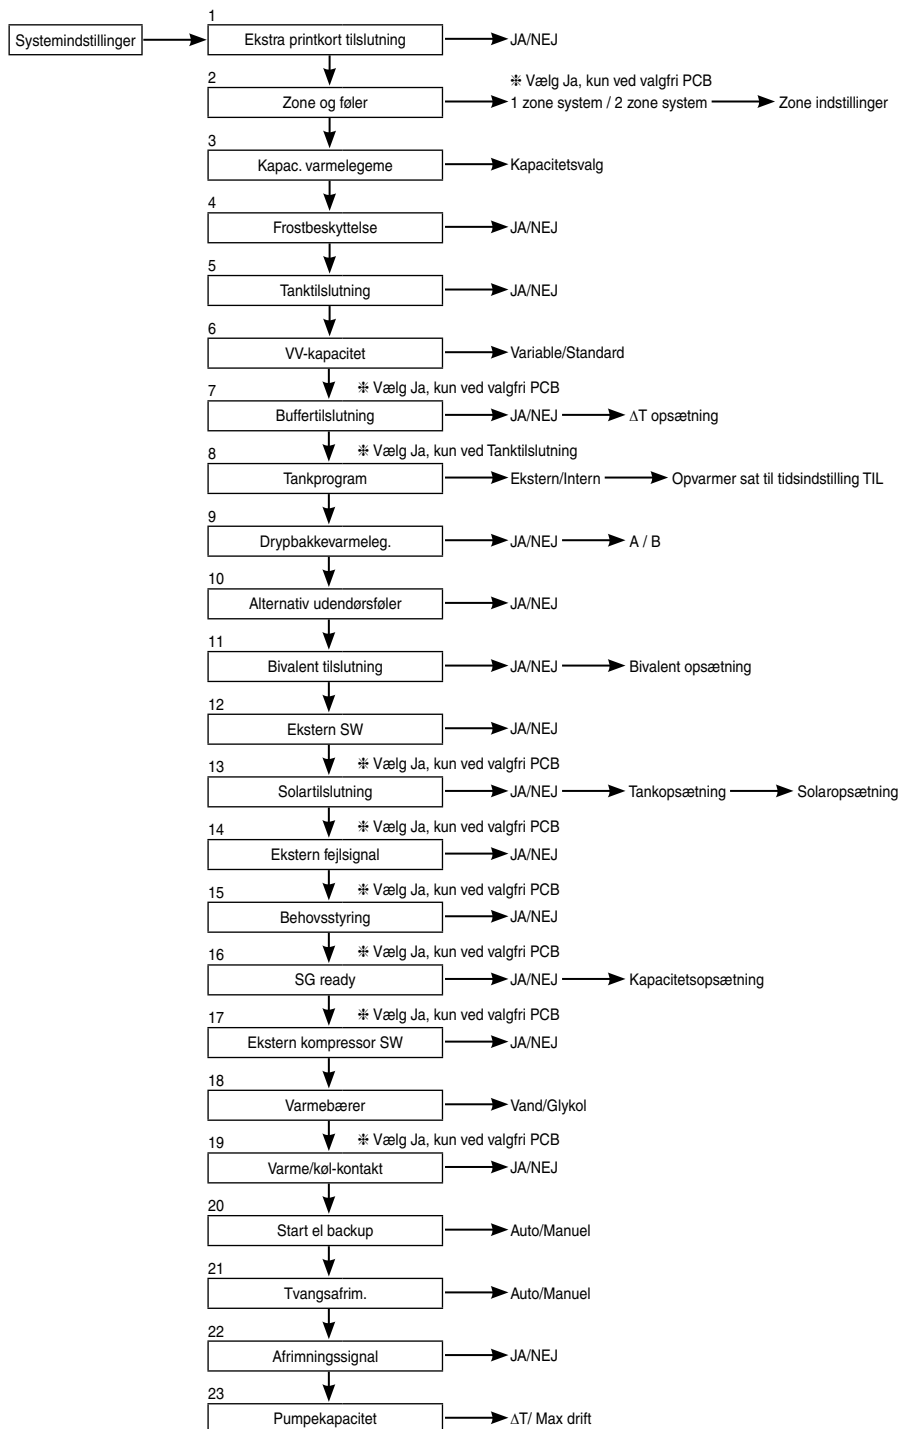 1
Systemindstillinger
Ekstra printkort tilslutning
JA/NEJ
2
❉ Vælg Ja, kun ved valgfri PCB
Zone og føler
1 zone system / 2 zone system
Zone indstillinger
3
Kapac. varmelegeme
Kapacitetsvalg
4
Frostbeskyttelse
JA/NEJ
5
Tanktilslutning
JA/NEJ
6
VV-kapacitet
Variable/Standard
7
❉ Vælg Ja, kun ved valgfri PCB
Buffertilslutning
JA/NEJ
ΔT opsætning
8
❉ Vælg Ja, kun ved Tanktilslutning
Tankprogram
Ekstern/Intern
Opvarmer sat til tidsindstilling TIL
9
Drypbakkevarmeleg.
JA/NEJ
A / B
10
Alternativ udendørsføler
JA/NEJ
11
Bivalent tilslutning
JA/NEJ
Bivalent opsætning
12
Ekstern SW
JA/NEJ
13
❉ Vælg Ja, kun ved valgfri PCB
Solartilslutning
JA/NEJ
Tankopsætning
Solaropsætning
14
❉ Vælg Ja, kun ved valgfri PCB
Ekstern fejlsignal
JA/NEJ
15
❉ Vælg Ja, kun ved valgfri PCB
Behovsstyring
JA/NEJ
16
❉ Vælg Ja, kun ved valgfri PCB
SG ready
JA/NEJ
Kapacitetsopsætning
17
❉ Vælg Ja, kun ved valgfri PCB
Ekstern kompressor SW
JA/NEJ
18
Varmebærer
Vand/Glykol
19
❉ Vælg Ja, kun ved valgfri PCB
Varme/køl-kontakt
JA/NEJ
20
Start el backup
Auto/Manuel
21
Tvangsafrim.
Auto/Manuel
22
Afrimningssignal
JA/NEJ
23
Pumpekapacitet
ΔT/ Max drift